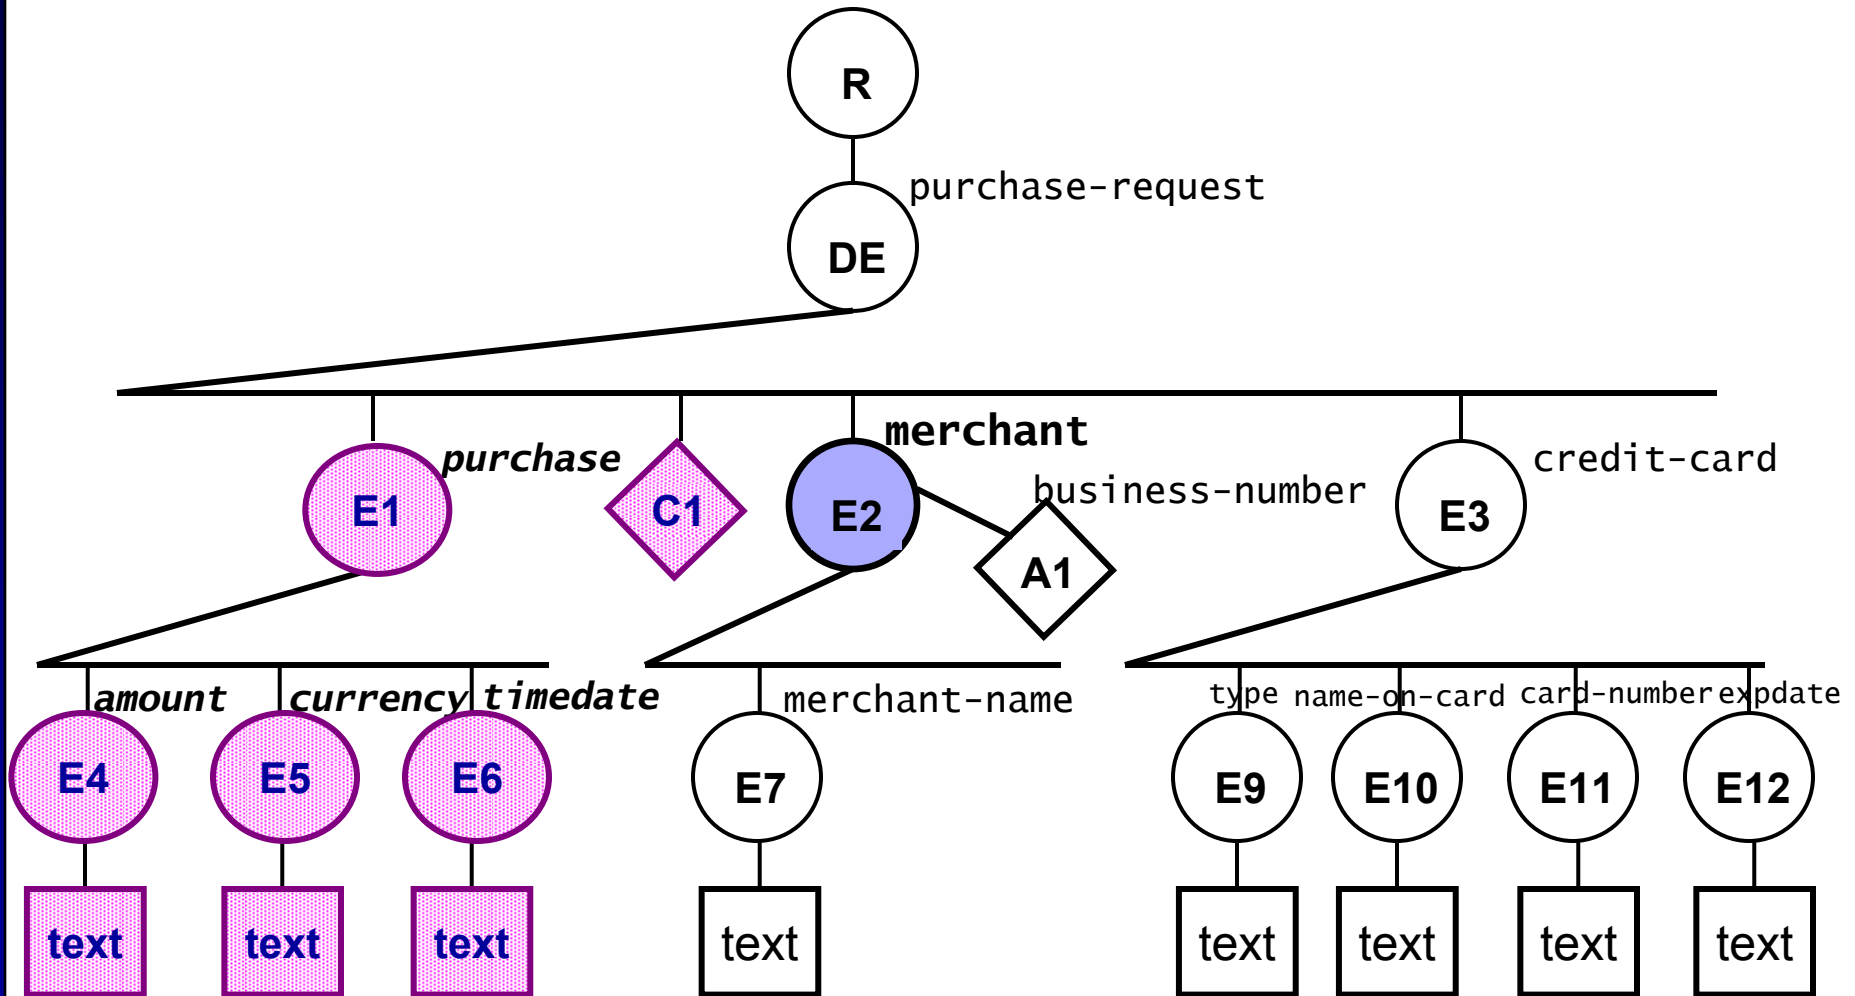 R
purchase-request
DE
merchant
purchase
business-number
credit-card
E1
C1
E2
A1
E3
amount
currency
timedate
merchant-name
type
name-on-card
card-number
expdate
E4
E5
E6
E7
E9
E10
E11
E12
text
text
text
text
text
text
text
text